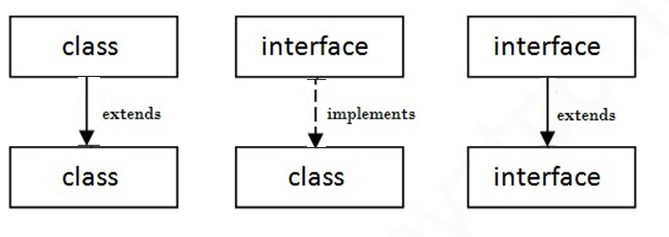 class interface interface
extends implements extends
class class interface